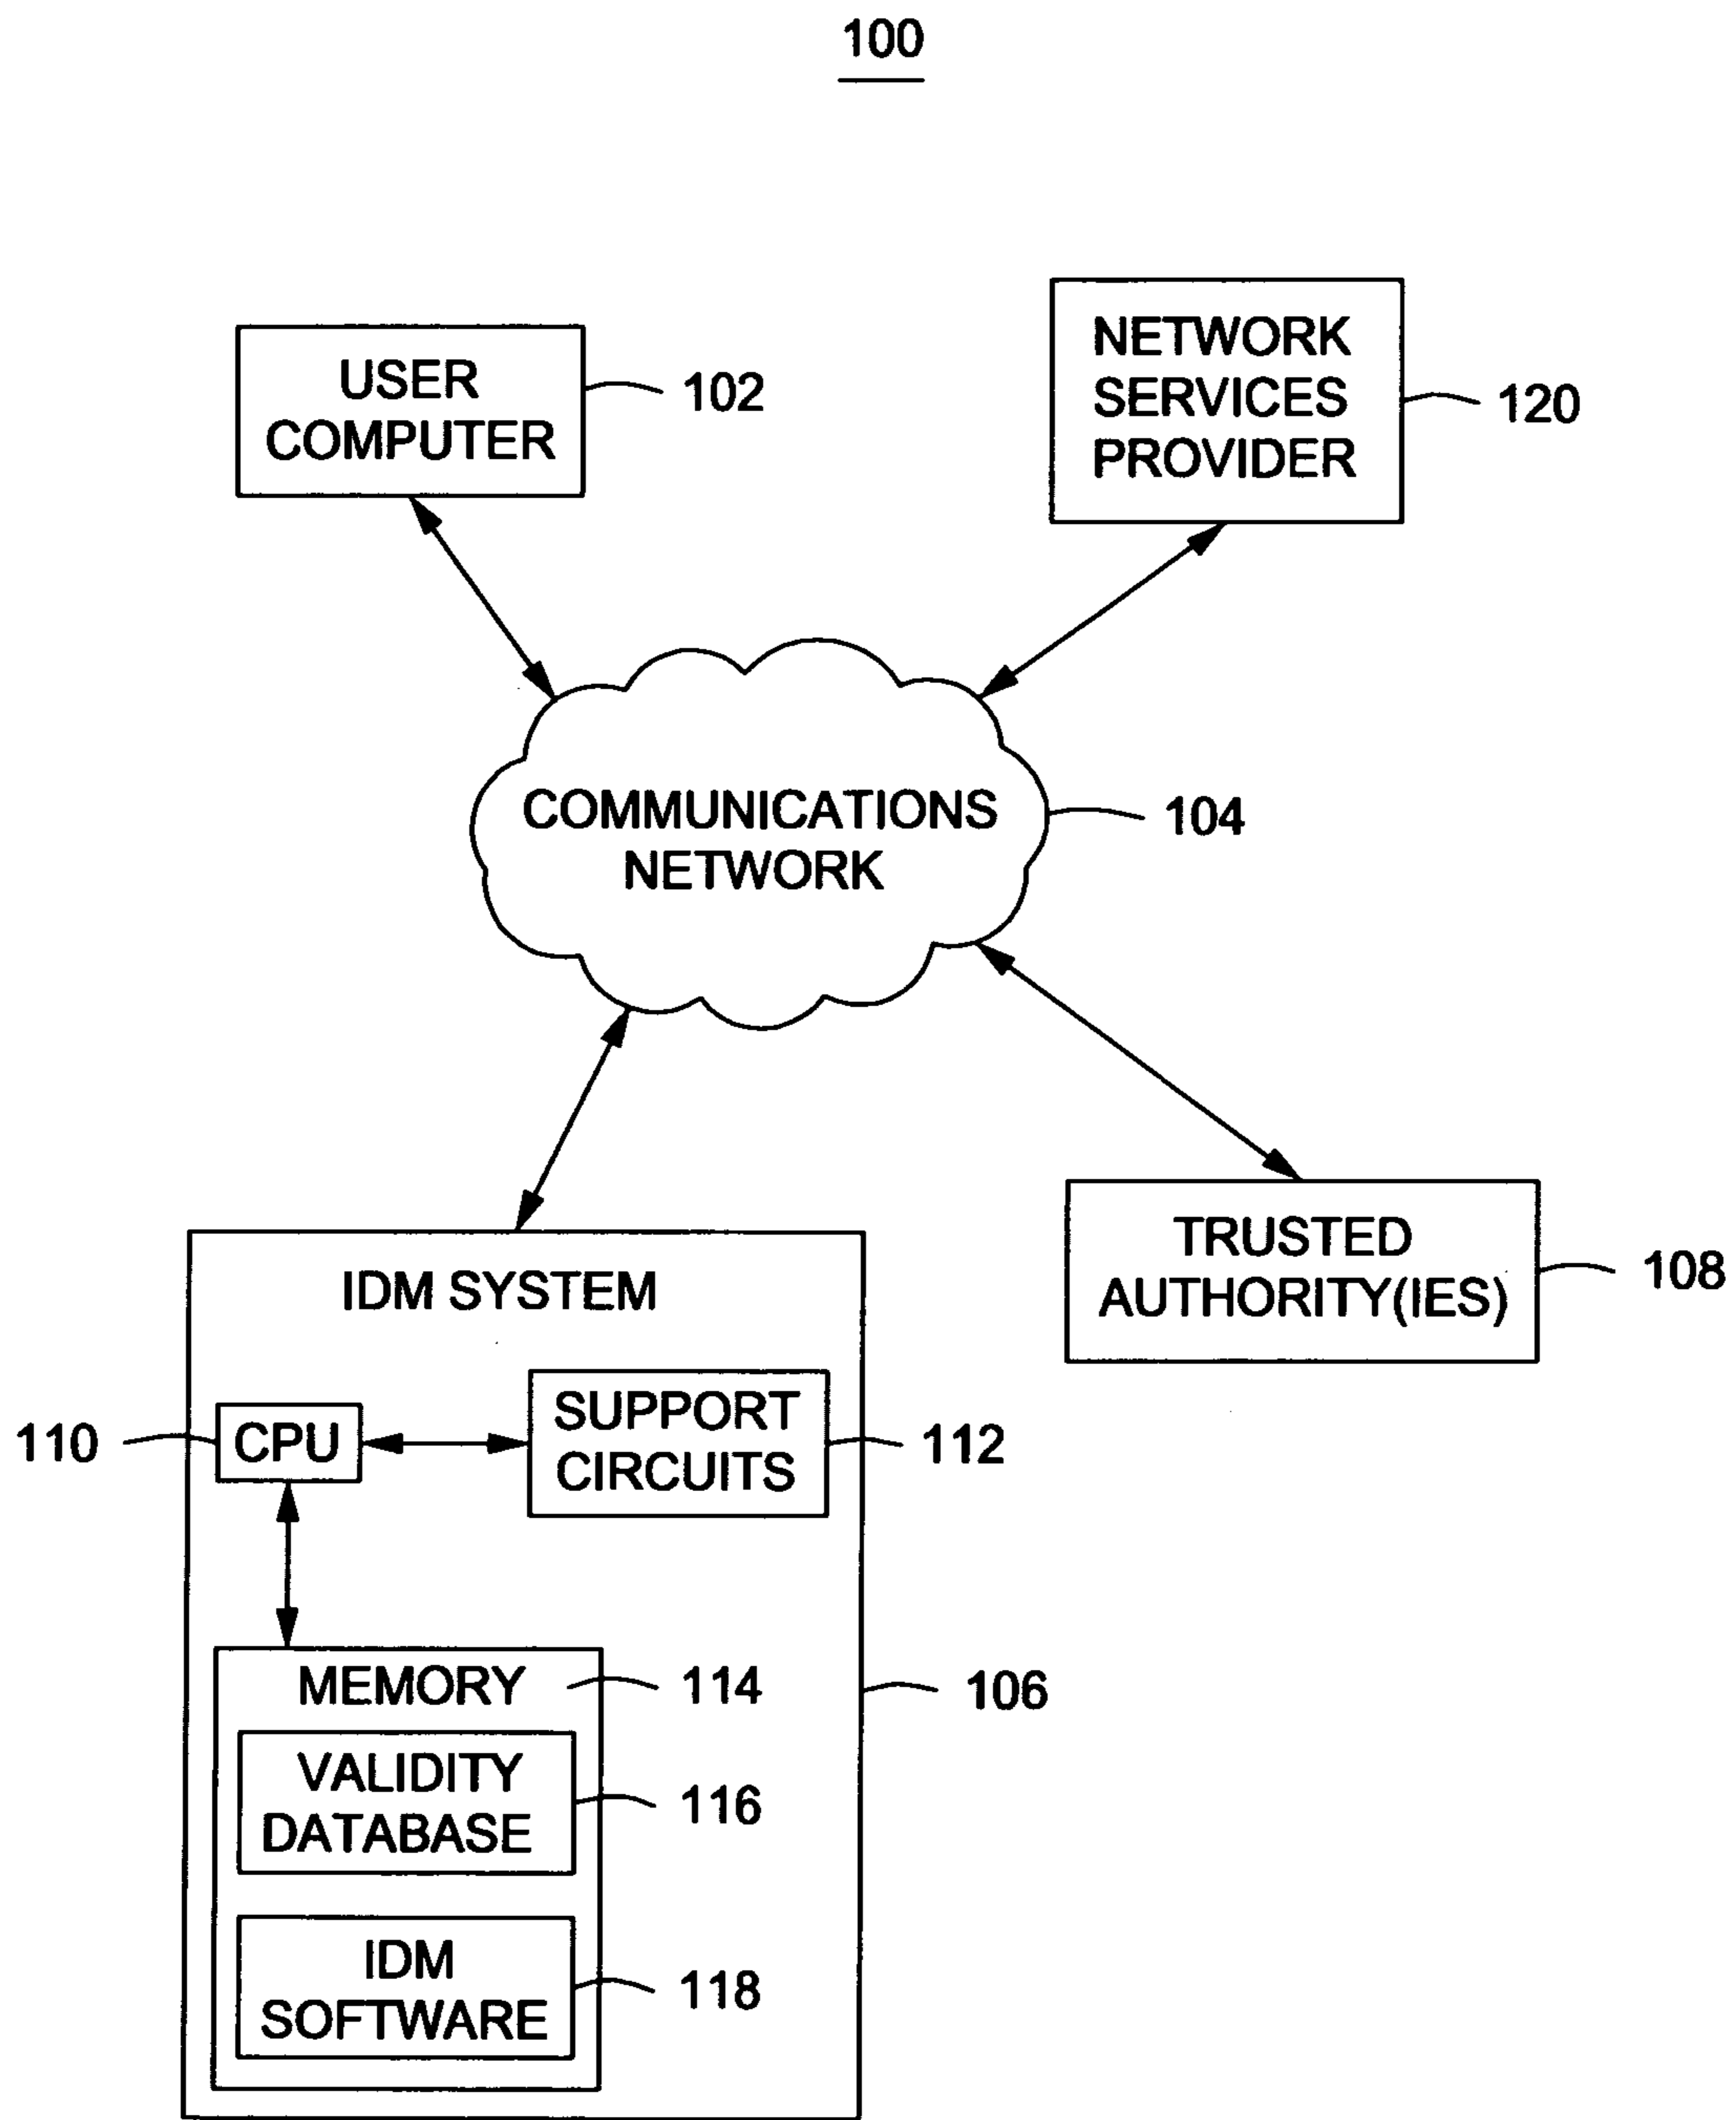 100
USER
COMPUTER
102
NETWORK
SERVICES
PROVIDER
120
COMMUNICATIONS
NETWORK
104
TRUSTED
AUTHORITY(IES)
108
IDM SYSTEM
110
CPU
SUPPORT
CIRCUITS
112
MEMORY
114
106
VALIDITY
DATABASE
116
IDM
SOFTWARE
118